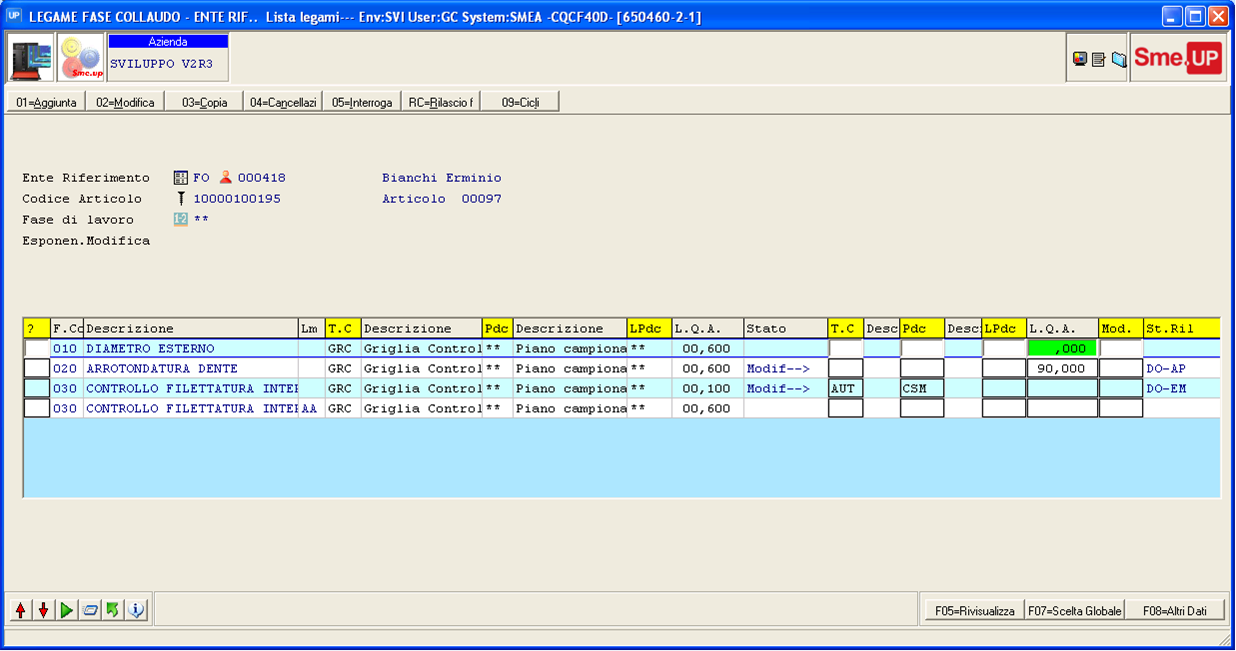 UP LEGAME FASE COLLAUDO - ENTE RIF.. Lista legami--- Env:SVI User:GC System:SMEA -CQCF40D- [650460-2-1]
Sme.up
Azienda
SVILUPPO V2R3
Sme.UP
01=Aggiunta 02=Modifica 03=Copia 04=Cancellazi 05=Interroga RC=Rilascio f 09=Cicli
Ente Riferimento FO 000418 Bianchi Erminio
Codice Articolo 10000100195 Articolo 00097
Fase di lavoro **
Esponen.Modifica
? F.Co Descrizione Lm T.C Descrizione Pdc Descrizione LPdc L.Q.A. Stato T.C Desc Pdc Desc: LPdc L.Q.A. Mod. St.Ril
010 DIAMETRO ESTERNO GRC Griglia Control ** Piano campiona ** 00,600 ,000
020 ARROTONDATURA DENTE GRC Griglia Control ** Piano campiona ** 00,600 Modif--> 90,000 DO-AP
030 CONTROLLO FILETTATURA INTER GRC Griglia Control ** Piano campiona ** 00,100 Modif--> AUT CSM DO-EM
030 CONTROLLO FILETTATURA INTER AA GRC Griglia Control ** Piano campiona ** 00,600
F05=Rivisualizza F07=Scelta Globale F08=Altri Dati